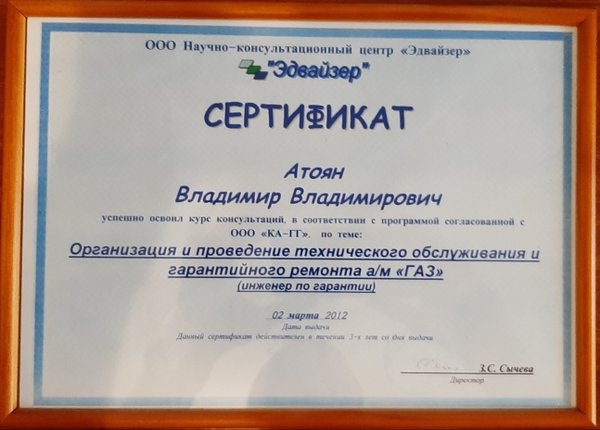 ООО Научно-консультационный центр «Эдвайзер»
"Эдвайзер"
СЕРТИФИКАТ
Атоян
Владимир Владимирович
успешно освоил курс консультаций, в соответствии с программой согласованной с
ООО «КА-ГГ», по теме:
Организация и проведение технического обслуживания и
гарантийного ремонта а/м «ГАЗ»
(инженер по гарантии)
02 марта 2012
Дата выдачи
Данный сертификат действителен в течении 3-х лет со дня выдачи
З.С. Сычева
Директор